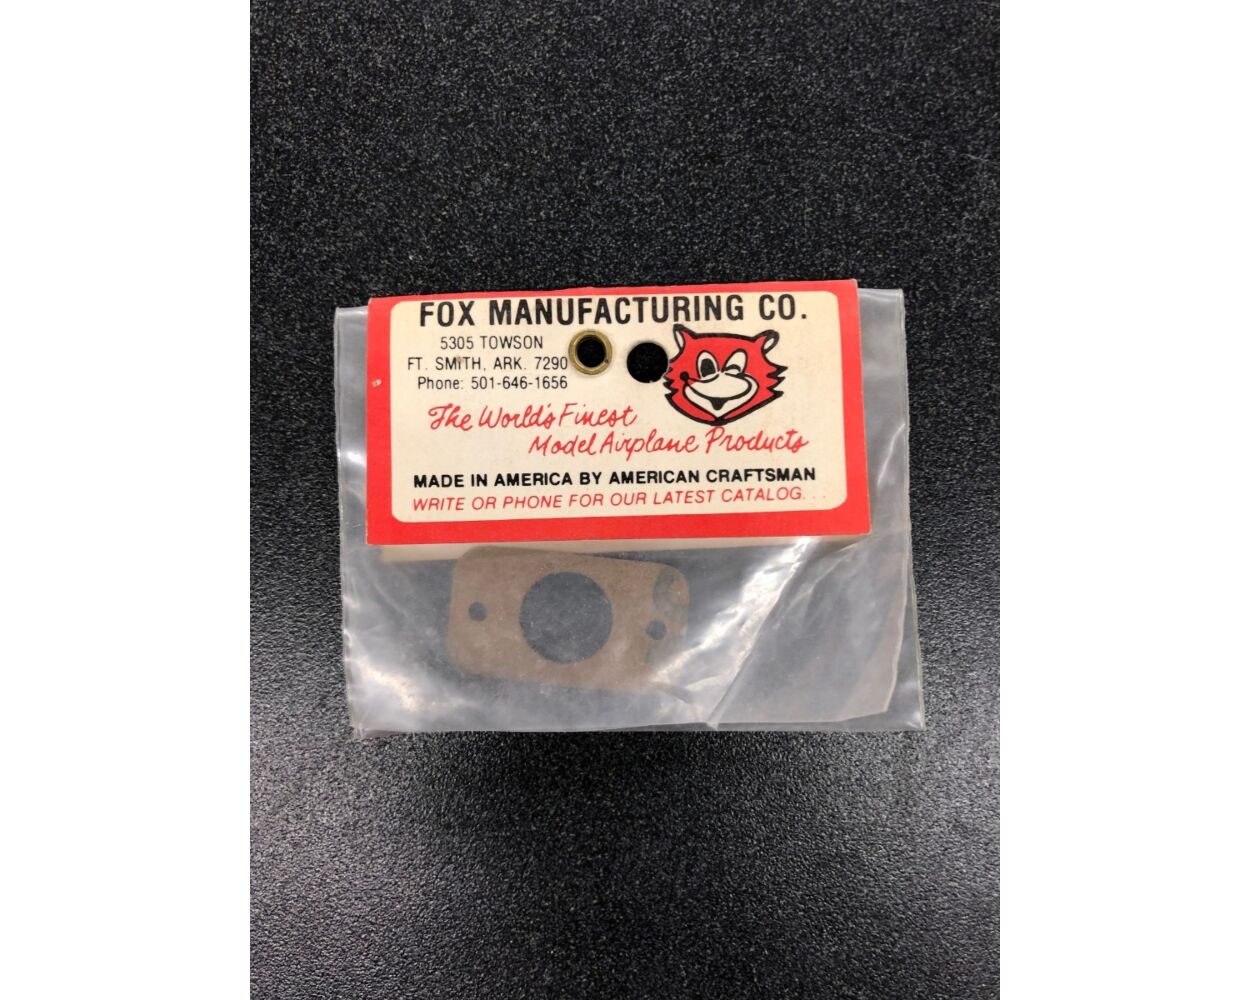 FOX MANUFACTURING CO.
5305 TOWSON
FT. SMITH, ARK. 7290
Phone: 501-646-1656
The World's Finest
Model Airplane Products
MADE IN AMERICA BY AMERICAN CRAFTSMAN
WRITE OR PHONE FOR OUR LATEST CATALOG. . .